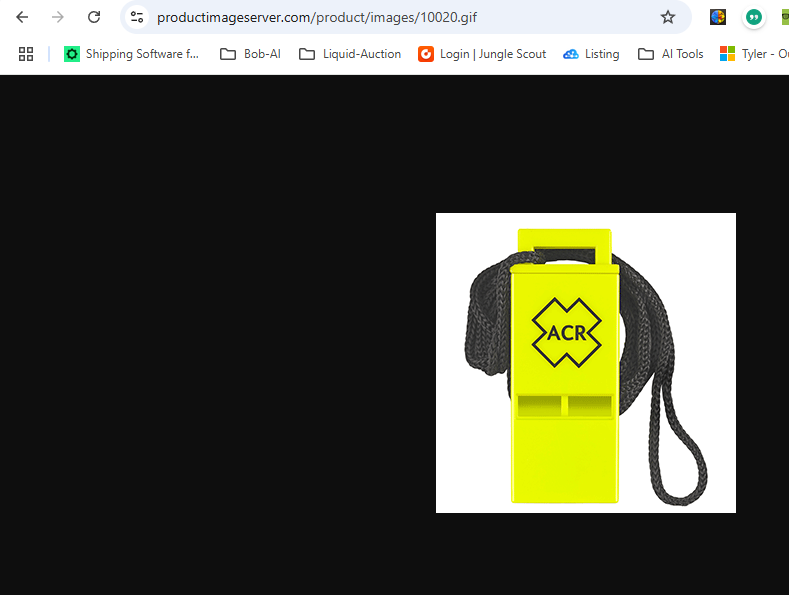 productimageserver.com/product/images/10020.gif
Shipping Software f... Bob-AI Liquid-Auction Login | Jungle Scout Listing AI Tools Tyler - Ou
ACR